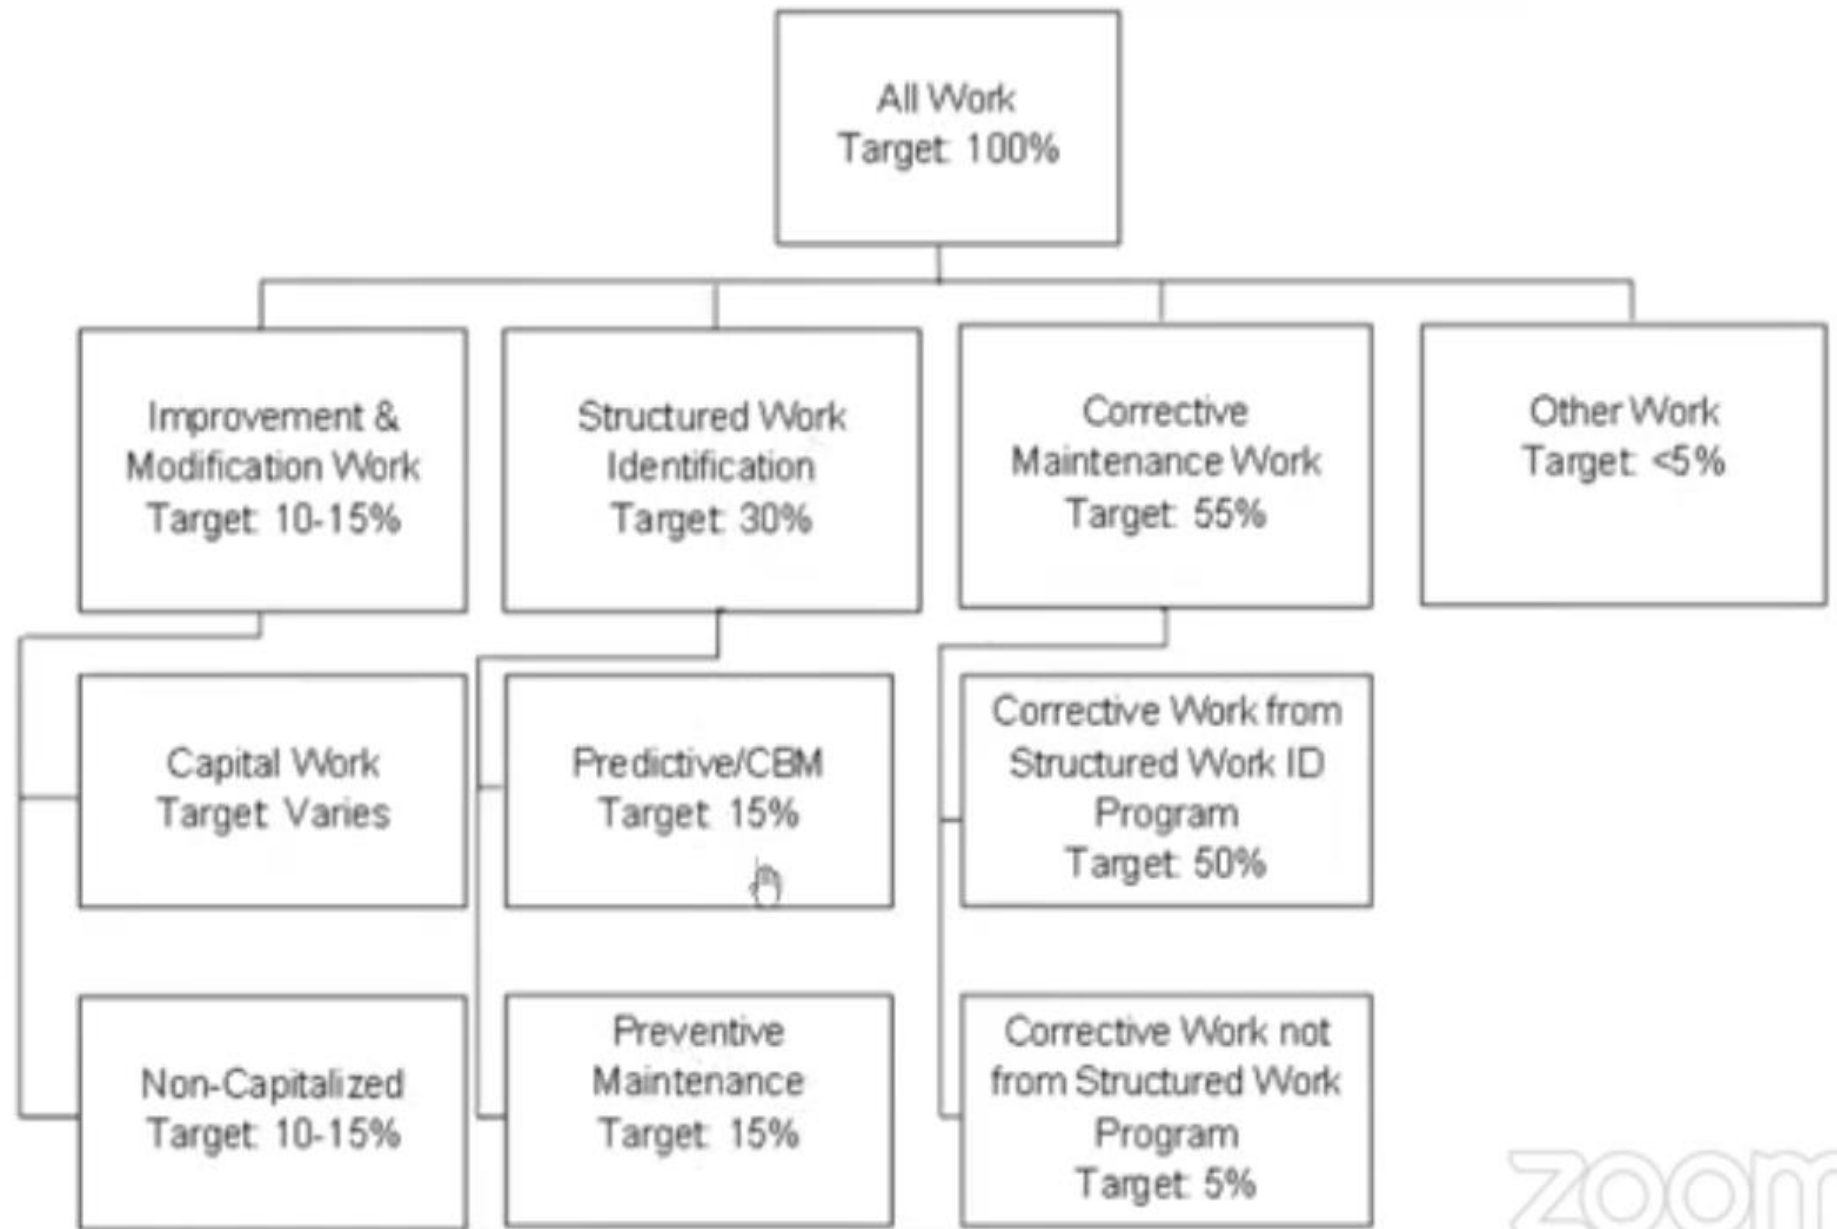 All Work
Target: 100%
Improvement &
Modification Work
Target: 10-15%
Structured Work
Identification
Target: 30%
Corrective
Maintenance Work
Target: 55%
Other Work
Target: <5%
Capital Work
Target: Varies
Predictive/CBM
Target: 15%
Corrective Work from
Structured Work ID
Program
Target: 50%
Non-Capitalized
Target: 10-15%
Preventive
Maintenance
Target: 15%
Corrective Work not
from Structured Work
Program
Target: 5%
zoom